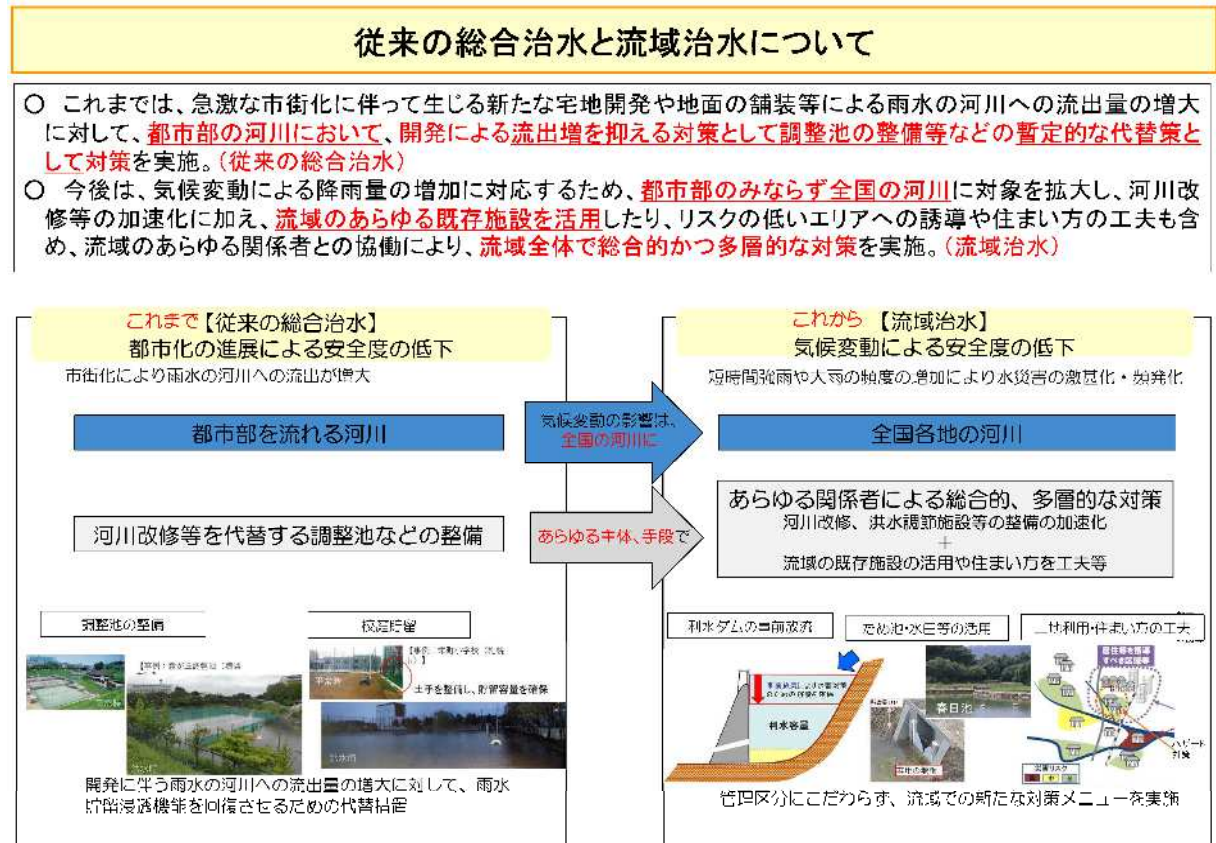 従来の総合治水と流域治水について
○ これまでは、急激な市街化に伴って生じる新たな宅地開発や地面の舗装等による雨水の河川への流出量の増大
に対して、都市部の河川において、開発による流出増を抑える対策として調整池の整備等などの暫定的な代替策と
して対策を実施。（従来の総合治水）
○ 今後は、気候変動による降雨量の増加に対応するため、都市部のみならず全国の河川に対象を拡大し、河川改
修等の加速化に加え、流域のあらゆる既存施設を活用したり、リスクの低いエリアへの誘導や住まい方の工夫も含
め、流域のあらゆる関係者との協働により、流域全体で総合的かつ多層的な対策を実施。（流域治水）
これまで【従来の総合治水】
都市化の進展による安全度の低下
市街化により雨水の河川への流出が増大
都市部を流れる河川
河川改修等を代替する調整池などの整備
調整池の整備
校庭貯留
平常時
土手を整備し、貯留容量を確保
開発に伴う雨水の河川への流出量の増大に対して、雨水
貯留浸透機能を回復させるための代替措置
気候変動の影響は、
全国の河川に
あらゆる主体、手段で
これから【流域治水】
気候変動による安全度の低下
短時間強雨や大雨の頻度の増加により水災害の激甚化・頻発化
全国各地の河川
あらゆる関係者による総合的、多層的な対策
河川改修、洪水調節施設等の整備の加速化
＋
流域の既存施設の活用や住まい方を工夫等
利水ダムの事前放流
ため池・水田等の活用
土地利用・住まい方の工夫
利水容量
春日池
居住等を誘導
すべき区域等
ハザード
災害リスク
管理区分にこだわらず、流域での新たな対策メニューを実施